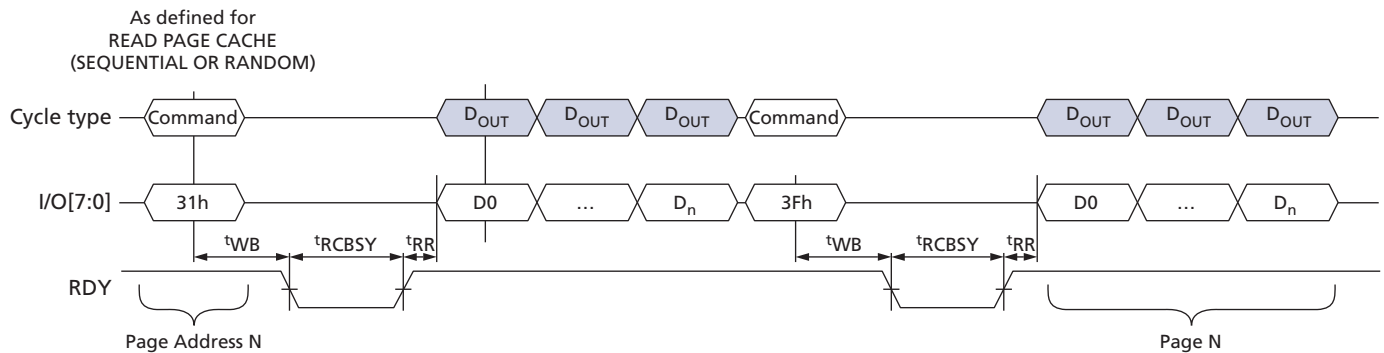 As defined for
READ PAGE CACHE
(SEQUENTIAL OR RANDOM)
Cycle type Command DOUT DOUT DOUT Command DOUT DOUT DOUT
I/O[7:0] 31h D0 … Dn 3Fh D0 … Dn
tWB tRCBSY tRR tWB tRCBSY tRR
RDY
Page Address N Page N